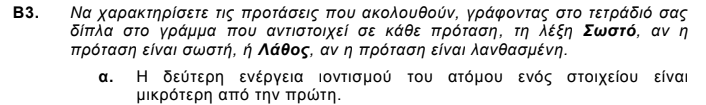 Β3. Να χαρακτηρίσετε τις προτάσεις που ακολουθούν, γράφοντας στο τετράδιό σας
δίπλα στο γράμμα που αντιστοιχεί σε κάθε πρόταση, τη λέξη Σωστό, αν η
πρόταση είναι σωστή, ή Λάθος, αν η πρόταση είναι λανθασμένη.
α. Η δεύτερη ενέργεια ιοντισμού του ατόμου ενός στοιχείου είναι
μικρότερη από την πρώτη.